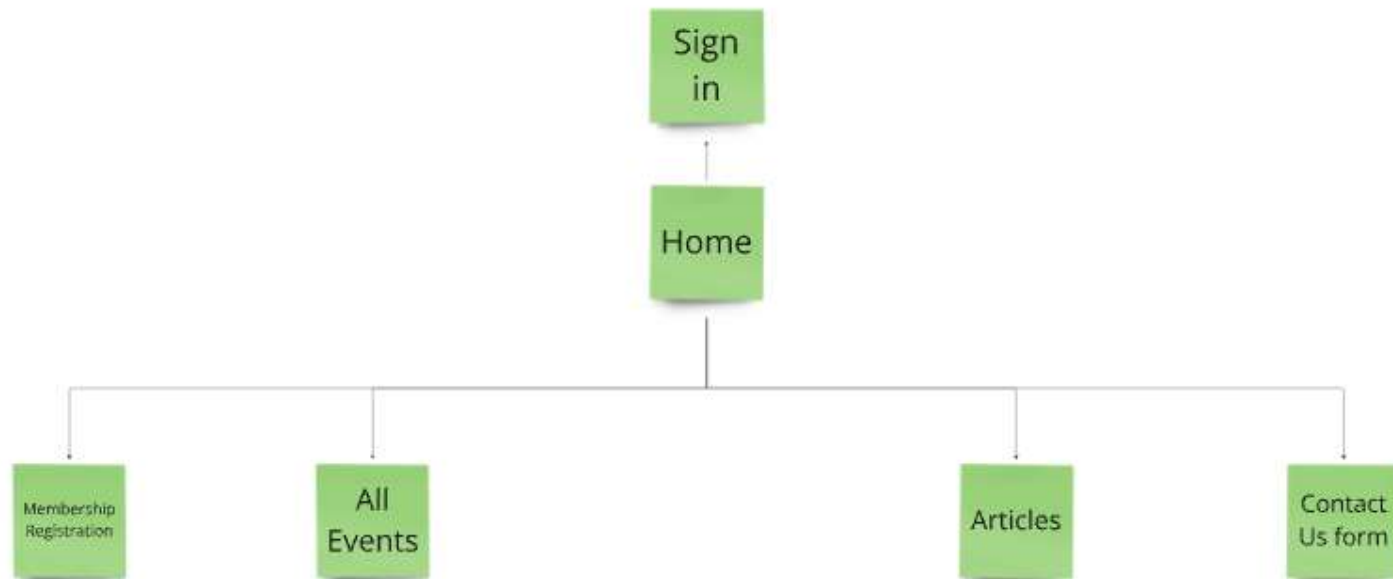 Sign
in
Home
Membership
Registration
All
Events
Articles
Contact
Us form